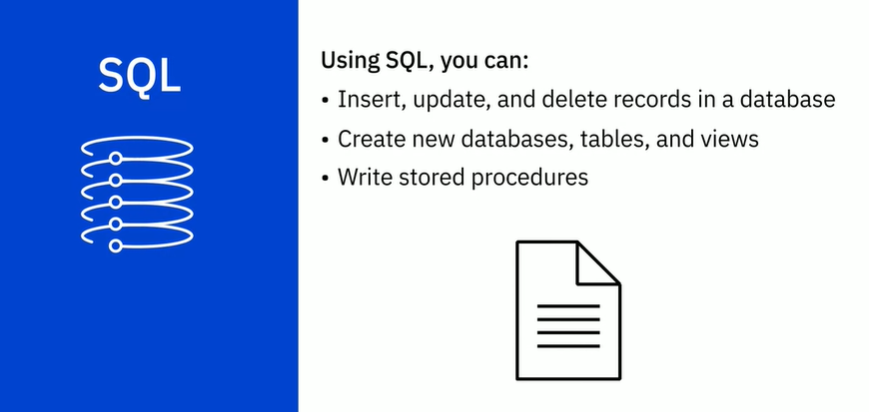 SQL
Using SQL, you can:
• Insert, update, and delete records in a database
• Create new databases, tables, and views
• Write stored procedures